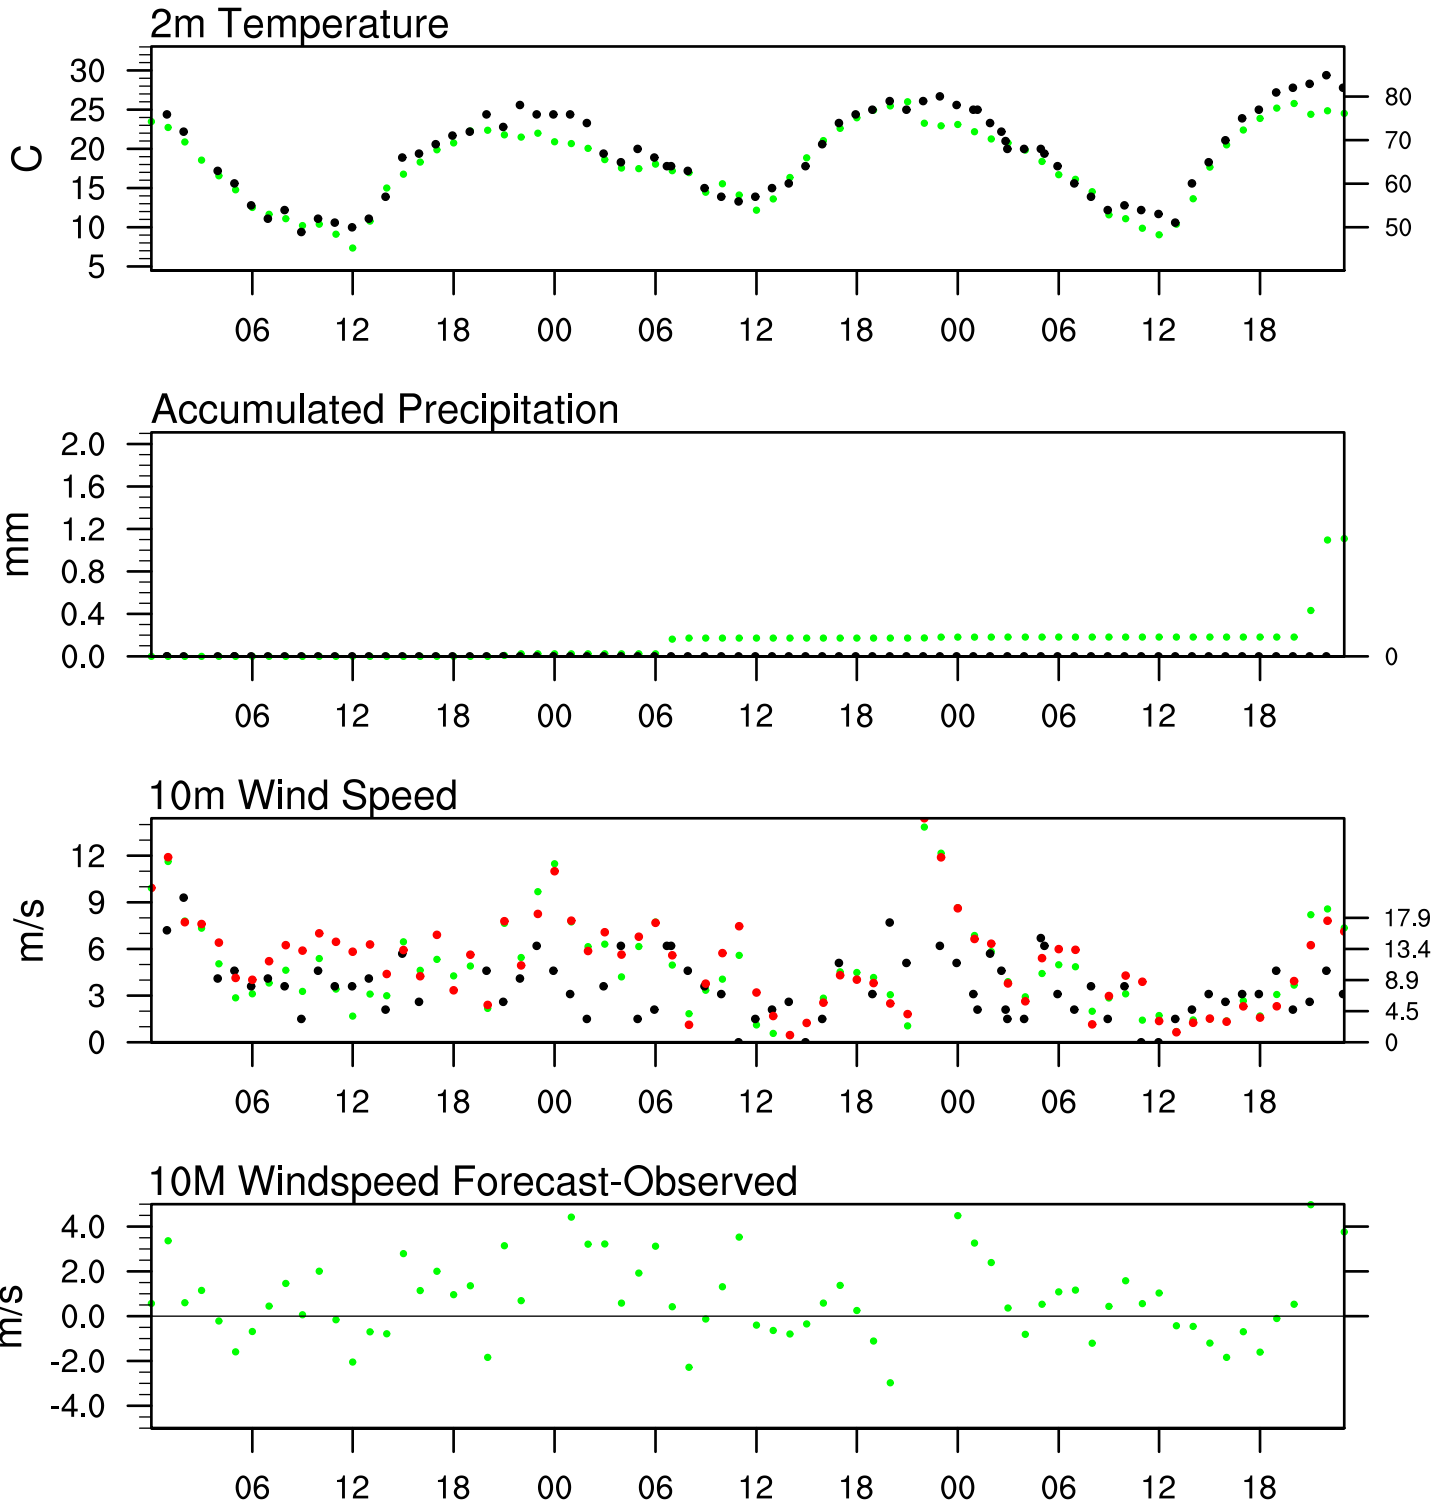 2m Temperature
30
25
20
15
10
5
C
80
70
60
50
06 12 18 00 06 12 18 00 06 12 18
Accumulated Precipitation
2.0
1.6
1.2
0.8
0.4
0.0
mm
0
06 12 18 00 06 12 18 00 06 12 18
10m Wind Speed
12
9
6
3
0
m/s
17.9
13.4
8.9
4.5
0
06 12 18 00 06 12 18 00 06 12 18
10M Windspeed Forecast-Observed
4.0
2.0
0.0
-2.0
-4.0
m/s
06 12 18 00 06 12 18 00 06 12 18